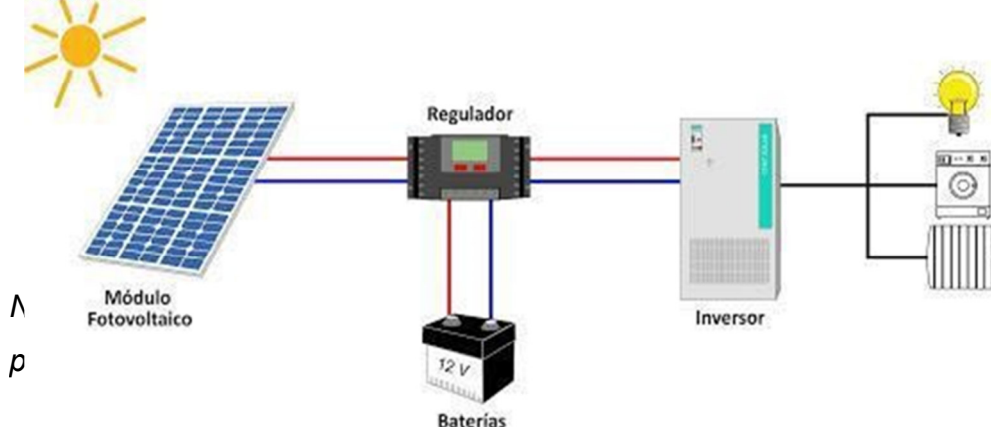 Regulador
Módulo
Fotovoltaico
Inversor
12 V
Baterías